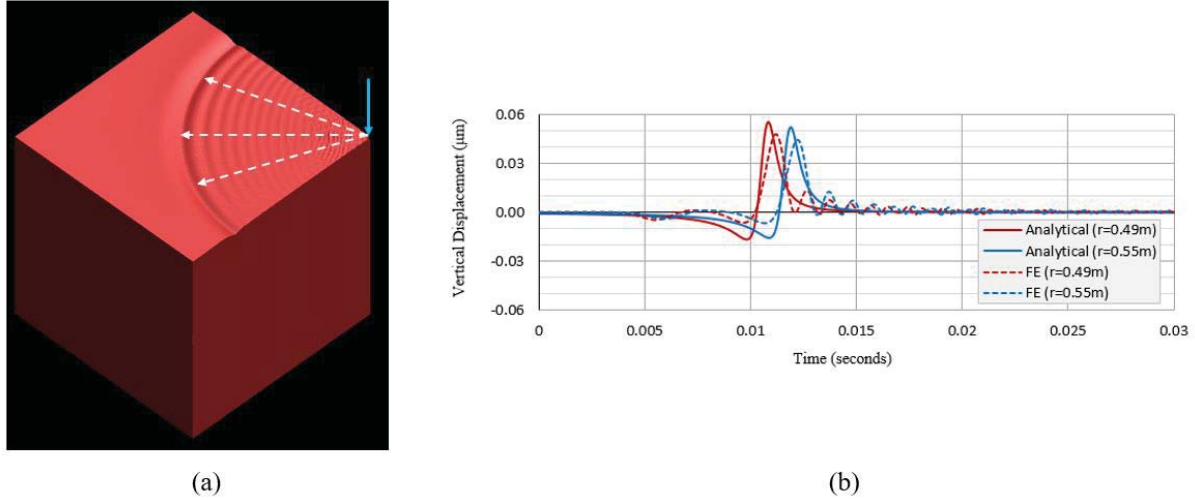 Vertical Displacement (μm)
0.06
0.03
0.00
-0.03
-0.06
Analytical (r=0.49m)
Analytical (r=0.55m)
FE (r=0.49m)
FE (r=0.55m)
0
0.005
0.01
0.015
0.02
0.025
0.03
Time (seconds)
(a)
(b)